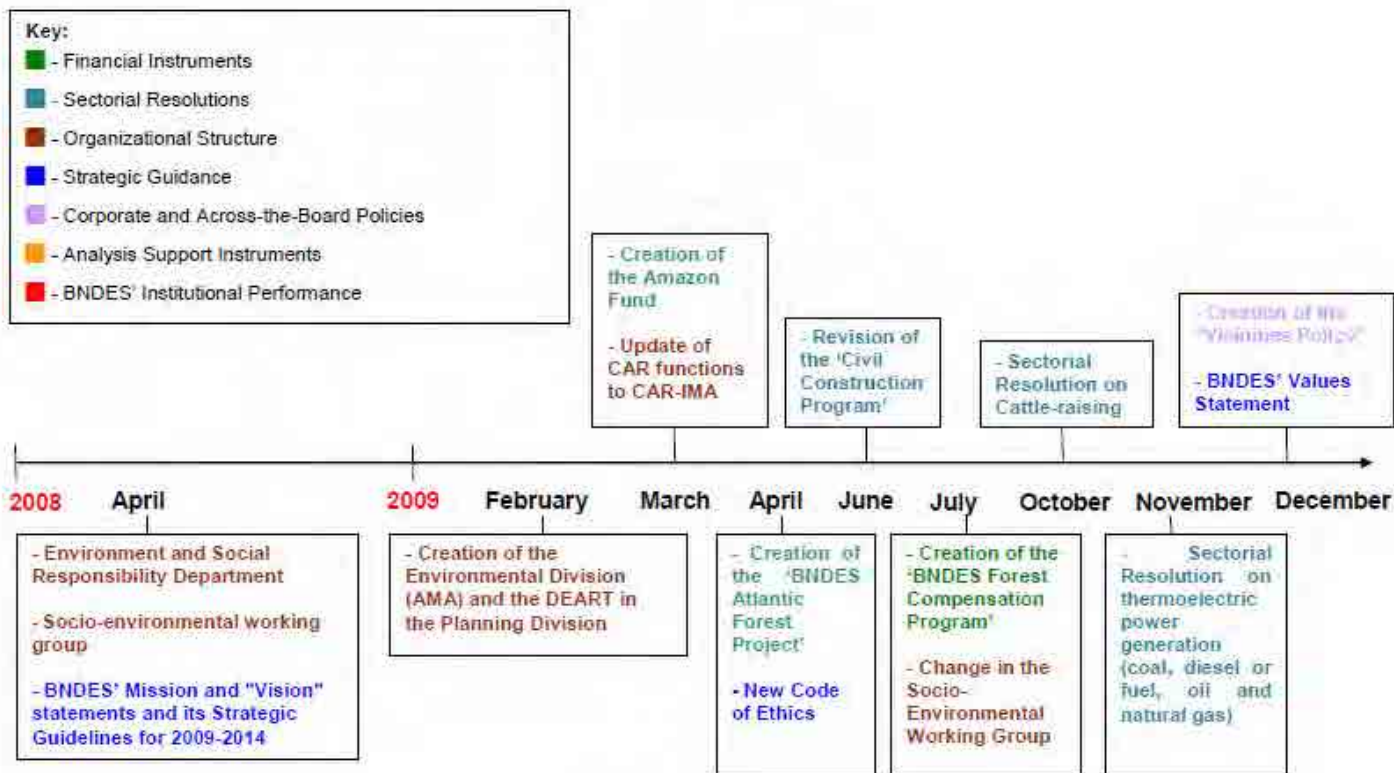 Key:
- Financial Instruments
- Sectorial Resolutions
- Organizational Structure
- Strategic Guidance
- Corporate and Across-the-Board Policies
- Analysis Support Instruments
- BNDES' Institutional Performance
- Creation of
the Amazon
Fund
- Update of
CAR functions
to CAR-IMA
- Revision of
the 'Civil
Construction
Program'
- Sectorial
Resolution on
Cattle-raising
- Creation of the
"Vicinities Policy"
- BNDES' Values
Statement
2008 April 2009 February March April June July October November December
- Environment and Social
Responsibility Department
- Socio-environmental working
group
- BNDES' Mission and "Vision"
statements and its Strategic
Guidelines for 2009-2014
- Creation of the
Environmental Division
(AMA) and the DEART in
the Planning Division
- Creation of
the 'BNDES
Atlantic
Forest
Project'
- New Code
of Ethics
- Creation of the
'BNDES Forest
Compensation
Program'
- Change in the
Socio-
Environmental
Working Group
- Sectorial
Resolution on
thermoelectric
power
generation
(coal, diesel or
fuel, oil and
natural gas)